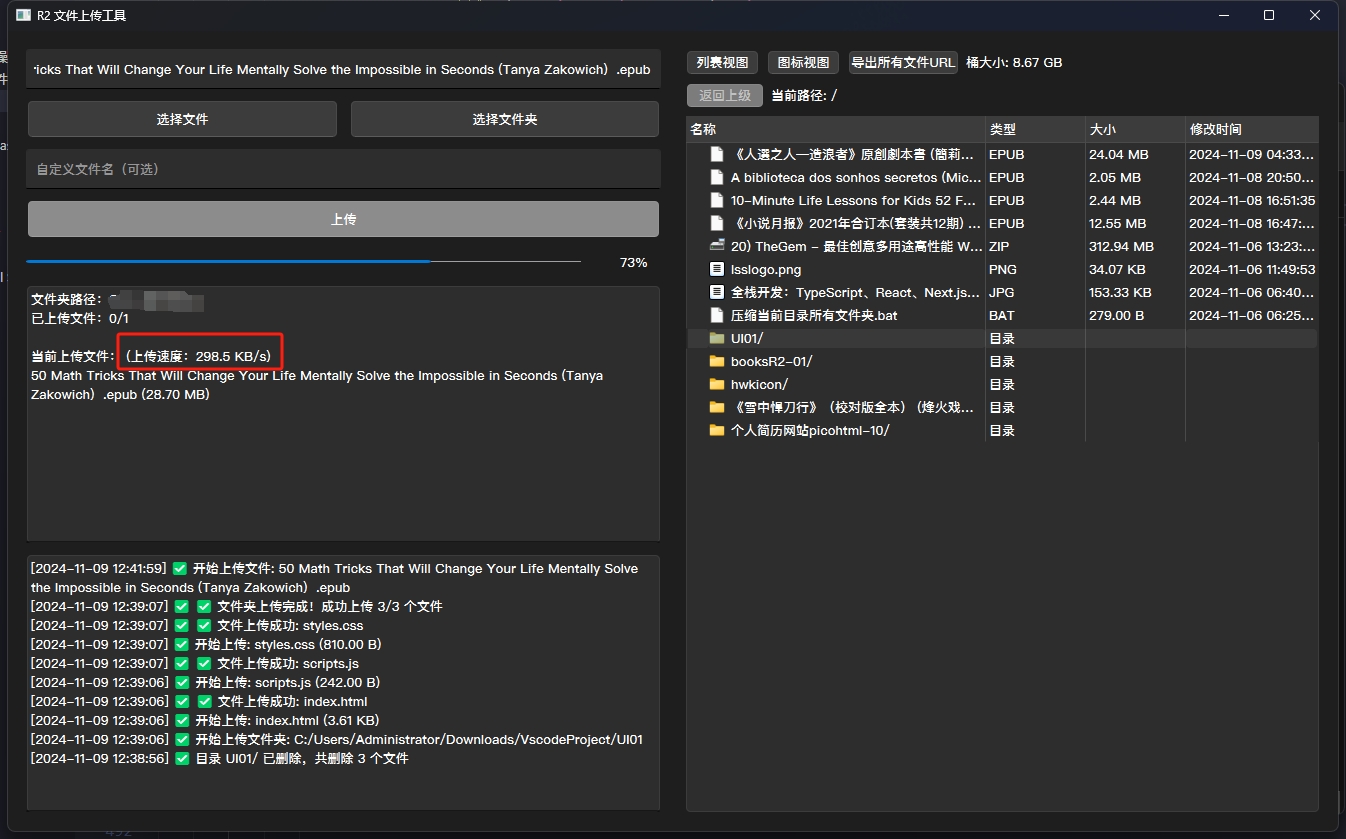 R2 文件上传工具
ricks That Will Change Your Life Mentally Solve the Impossible in Seconds (Tanya Zakowich) .epub
选择文件
选择文件夹
自定义文件名（可选）
上传
73%
文件夹路径：
已上传文件：0/1
当前上传文件：（上传速度：298.5 KB/s）
50 Math Tricks That Will Change Your Life Mentally Solve the Impossible in Seconds (Tanya
Zakowich) .epub (28.70 MB)
[2024-11-09 12:41:59] ✅ 开始上传文件: 50 Math Tricks That Will Change Your Life Mentally Solve
the Impossible in Seconds (Tanya Zakowich) .epub
[2024-11-09 12:39:07] ✅ ✅ 文件夹上传完成！成功上传 3/3 个文件
[2024-11-09 12:39:07] ✅ ✅ 文件上传成功: styles.css
[2024-11-09 12:39:07] ✅ 开始上传: styles.css (810.00 B)
[2024-11-09 12:39:07] ✅ ✅ 文件上传成功: scripts.js
[2024-11-09 12:39:06] ✅ 开始上传: scripts.js (242.00 B)
[2024-11-09 12:39:06] ✅ ✅ 文件上传成功: index.html
[2024-11-09 12:39:06] ✅ 开始上传: index.html (3.61 KB)
[2024-11-09 12:39:06] ✅ 开始上传文件夹: C:/Users/Administrator/Downloads/VscodeProject/UI01
[2024-11-09 12:38:56] ✅ 目录 UI01/ 已删除，共删除 3 个文件
列表视图 图标视图 导出所有文件URL 桶大小: 8.67 GB
返回上级 当前路径: /
名称 类型 大小 修改时间
《人選之人—造浪者》原創劇本書 (簡莉... EPUB 24.04 MB 2024-11-09 04:33...
A biblioteca dos sonhos secretos (Mic... EPUB 2.05 MB 2024-11-08 20:50...
10-Minute Life Lessons for Kids 52 F... EPUB 2.44 MB 2024-11-08 16:51:35
《小说月报》2021年合订本(套装共12期) ... EPUB 12.55 MB 2024-11-08 16:47:...
20) TheGem – 最佳创意多用途高性能 W... ZIP 312.94 MB 2024-11-06 13:23:...
lsslogo.png PNG 34.07 KB 2024-11-06 11:49:53
全栈开发：TypeScript、React、Next.js... JPG 153.33 KB 2024-11-06 06:40...
压缩当前目录所有文件夹.bat BAT 279.00 B 2024-11-06 06:25...
UI01/ 目录
booksR2-01/ 目录
hwkicon/ 目录
《雪中悍刀行》（校对版全本）（烽火戏... 目录
个人简历网站picohtml-10/ 目录